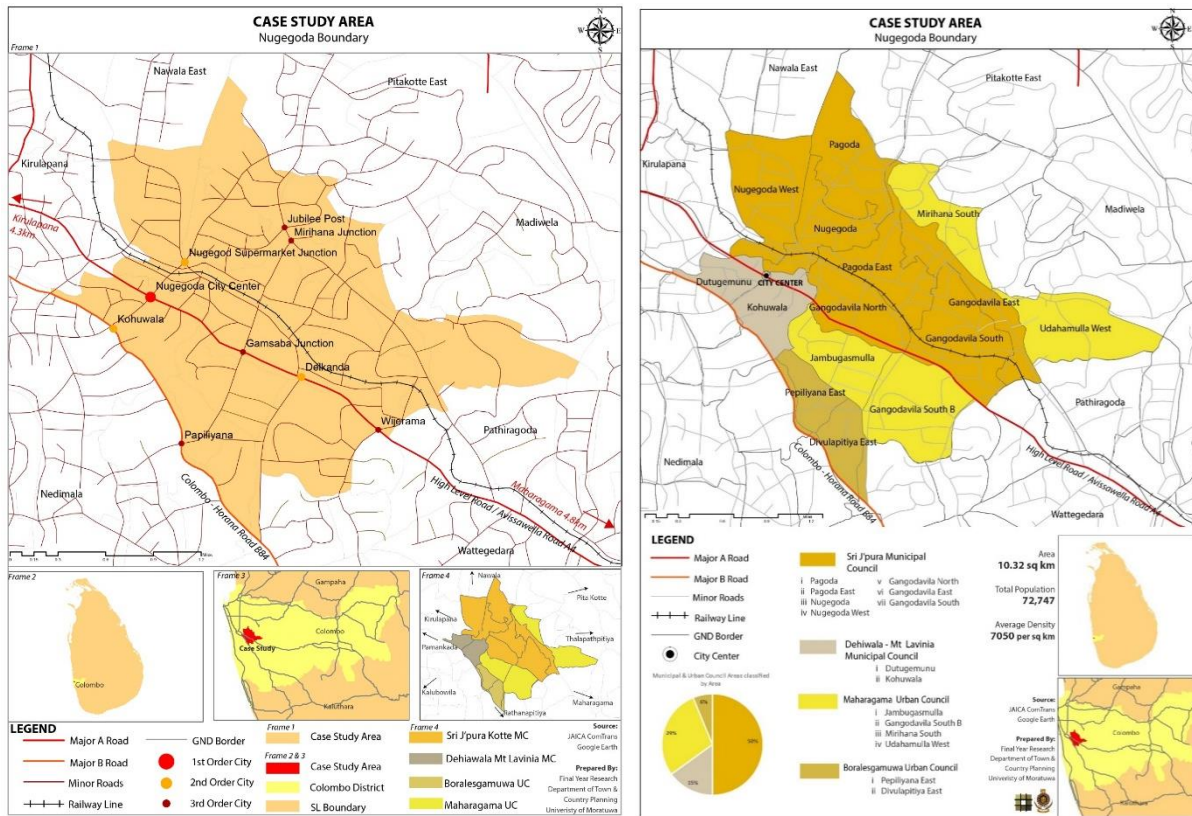 CASE STUDY AREA
Nugegoda Boundary
Frame 1
Nawala East
Pitakotte East
Kirulapana
Kirulapana
4.3km
Madiwela
Jubilee Post
Mirihana Junction
Nugegod Supermarket Junction
Nugegoda City Center
Kohuwala
Gamsaba Junction
Delkanda
Wijerama
Papiliyana
Pathiragoda
Nedimala
Colombo - Horana Road B84
High Level Road / Avissawella Road A4
Maharagama 4.8km
Wattegedara
Frame 2
Colombo
Frame 3
Gampaha
Colombo
Case Study
Kaluthara
Frame 4
Nawala
Pita Kotte
Kirulapana
Pamankada
Thalapathpitiya
Kalubowila
Rathanapitiya
Maharagama
LEGEND
Major A Road
Major B Road
Minor Roads
Railway Line
GND Border
1st Order City
2nd Order City
3rd Order City
Frame 1
Case Study Area
Frame 2 & 3
Case Study Area
Colombo District
SL Boundary
Frame 4
Sri J'pura Kotte MC
Dehiawala Mt Lavinia MC
Boralesgamuwa UC
Maharagama UC
Source:
JAICA ComTrans
Google Earth
Prepared By:
Final Year Research
Department of Town &
Country Planning
Univeristy of Moratuwa
CASE STUDY AREA
Nugegoda Boundary
Nawala East
Pitakotte East
Kirulapana
Pagoda
Nugegoda West
Mirihana South
Madiwela
Nugegoda
Pagoda East
Dutugemunu
CITY CENTER
Kohuwala
Gangodavila North
Gangodavila East
Udahamulla West
Gangodavila South
Jambugasmulla
Pepiliyana East
Gangodavila South B
Pathiragoda
Divulapitiya East
Nedimala
Colombo - Horana Road B84
High Level Road / Avissawella Road A4
Wattegedara
LEGEND
Major A Road
Major B Road
Minor Roads
Railway Line
GND Border
City Center
Municipal & Urban Council Areas classified
by Area
50%
15%
29%
6%
Sri J'pura Municipal
Council
i Pagoda
ii Pagoda East
iii Nugegoda
iv Nugegoda West
v Gangodavila North
vi Gangodavila East
vii Gangodavila South
Dehiwala - Mt Lavinia
Municipal Council
i Dutugemunu
ii Kohuwala
Maharagama Urban Council
i Jambugasmulla
ii Gangodavila South B
iii Mirihana South
iv Udahamulla West
Boralesgamuwa Urban Council
i Pepiliyana East
ii Divulapitiya East
Area
10.32 sq km
Total Population
72,747
Average Density
7050 per sq km
Source:
JAICA ComTrans
Google Earth
Prepared By:
Final Year Research
Department of Town &
Country Planning
Univeristy of Moratuwa
Gampaha
Colombo
Kaluthara